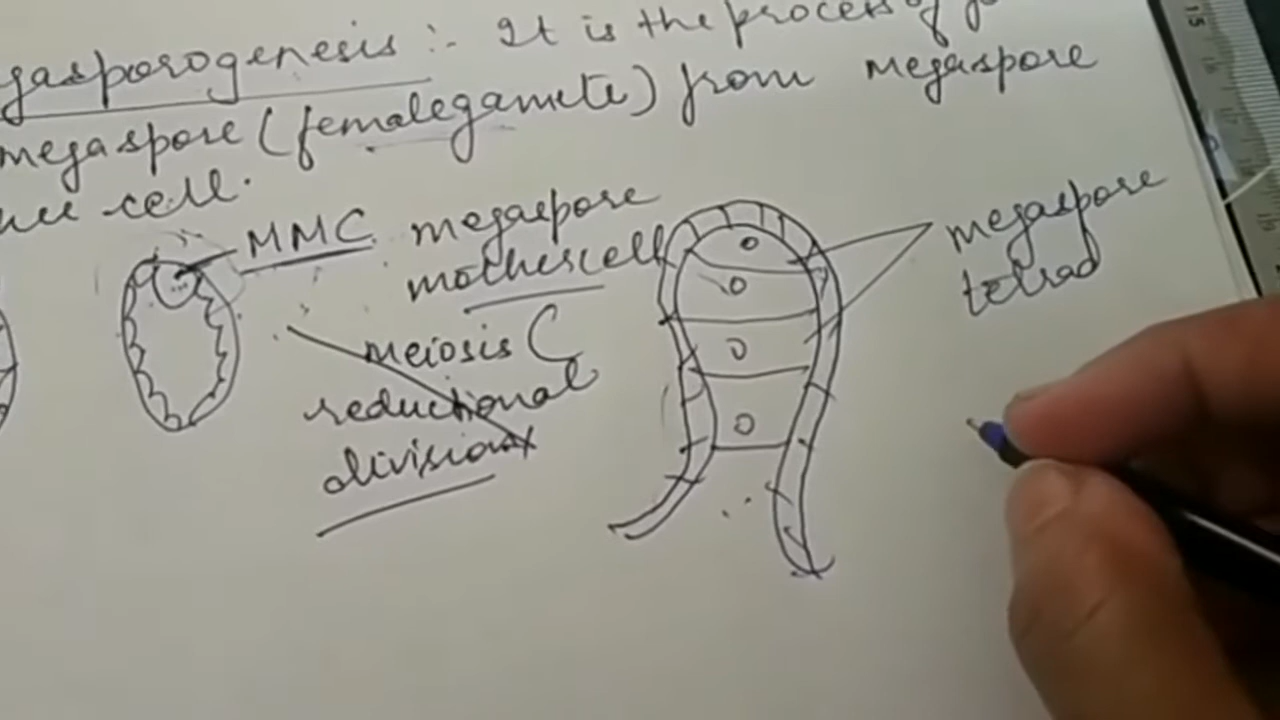 gasporogenesis :- It is the process of
megaspore (femalegamete) from megaspore
cell.
MMC megaspore
mothercell
meiosis (
reductional
division
megaspore
tetrad
15